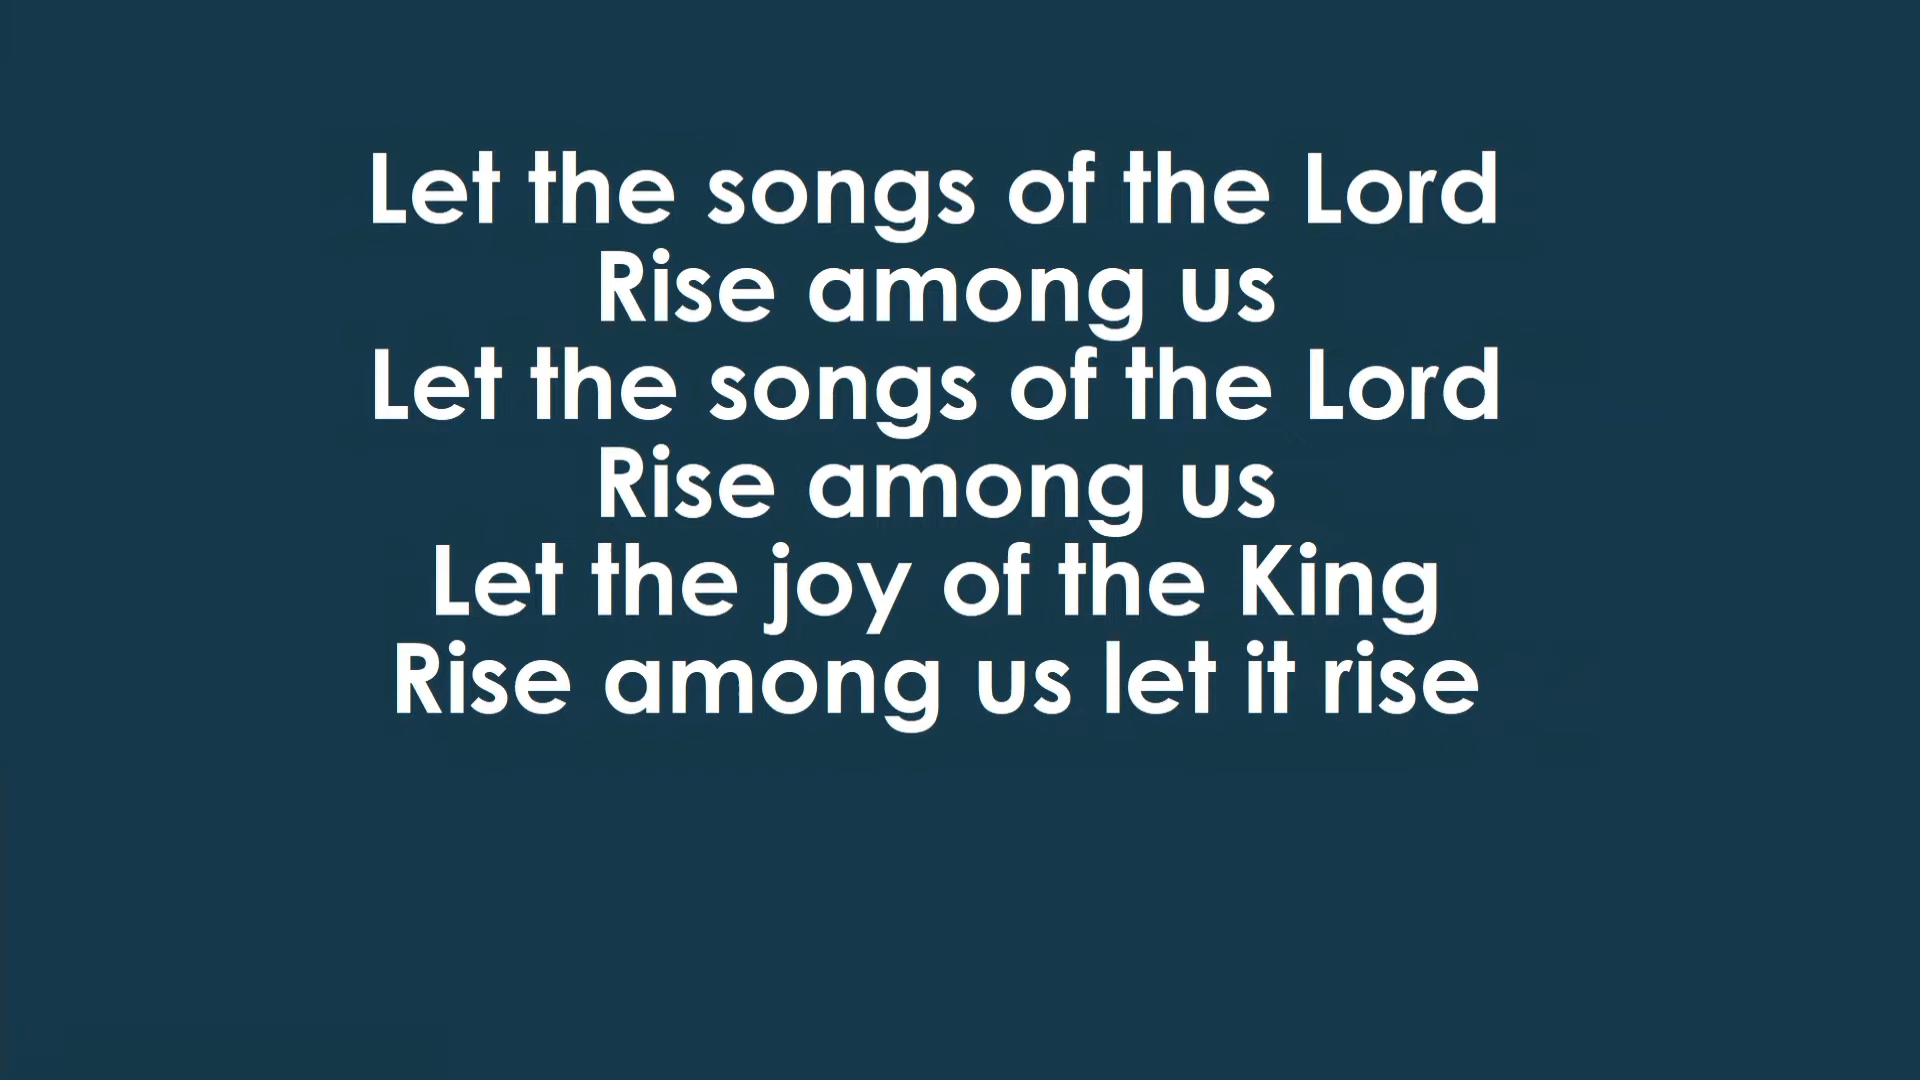 Let the songs of the Lord
Rise among us
Let the songs of the Lord
Rise among us
Let the joy of the King
Rise among us let it rise